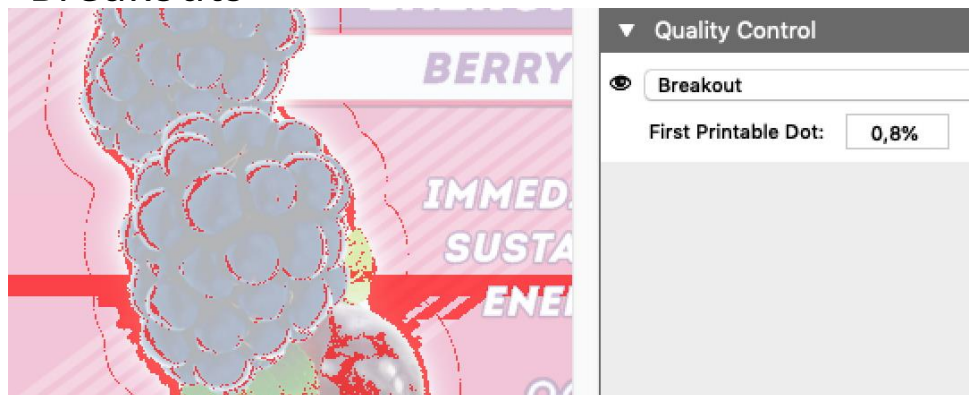 BERRY
IMMED
SUSTA
ENE
Quality Control
Breakout
First Printable Dot: 0,8%